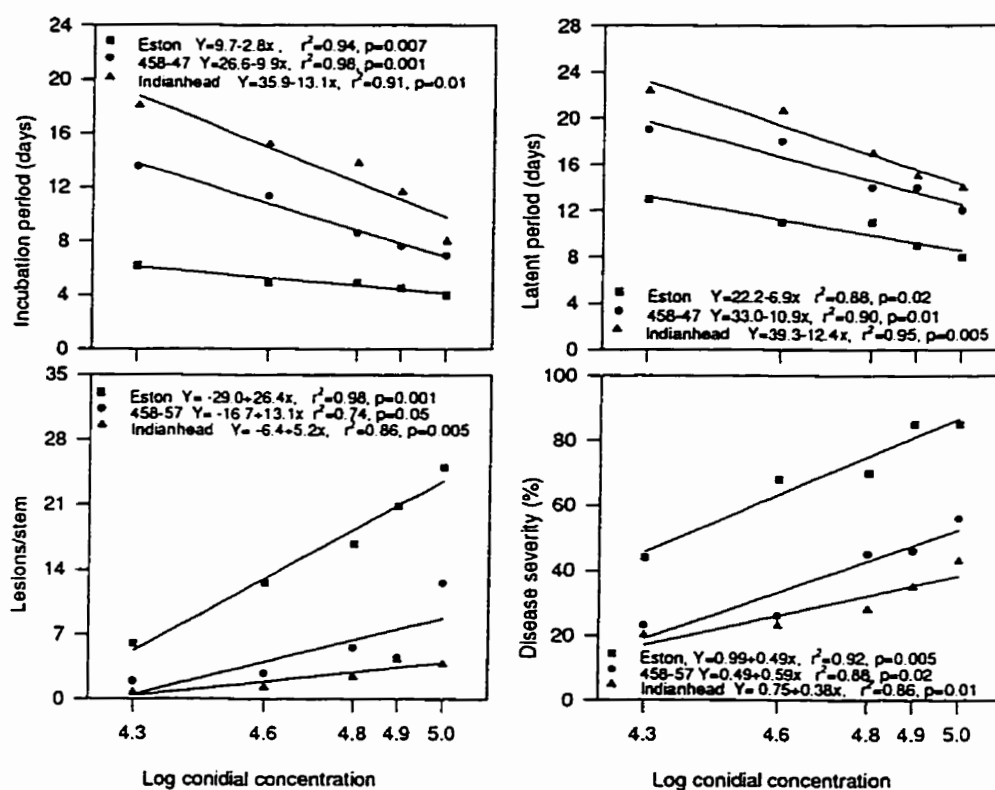 Incubation period (days)
24
20
16
12
8
4
0
Eston Y=9.7-2.8x, r²=0.94, p=0.007
458-47 Y=26.6-9.9x, r²=0.98, p=0.001
Indianhead Y=35.9-13.1x, r²=0.91, p=0.01
Latent period (days)
28
24
20
16
12
8
4
0
Eston Y=22.2-6.9x r²=0.88, p=0.02
458-47 Y=33.0-10.9x, r²=0.90, p=0.01
Indianhead Y=39.3-12.4x, r²=0.95, p=0.005
Lesions/stem
35
28
21
14
7
0
Eston Y= -29.0+26.4x, r²=0.98, p=0.001
458-57 Y= -16.7+13.1x r²=0.74, p=0.05
Indianhead Y= -6.4+5.2x, r²=0.86, p=0.005
4.3 4.6 4.8 4.9 5.0
Log conidial concentration
Disease severity (%)
100
80
60
40
20
0
Eston, Y=0.99+0.49x, r²=0.92, p=0.005
458-57 Y=0.49+0.59x, r²=0.88, p=0.02
Indianhead Y= 0.75+0.38x, r²=0.86, p=0.01
4.3 4.6 4.8 4.9 5.0
Log conidial concentration